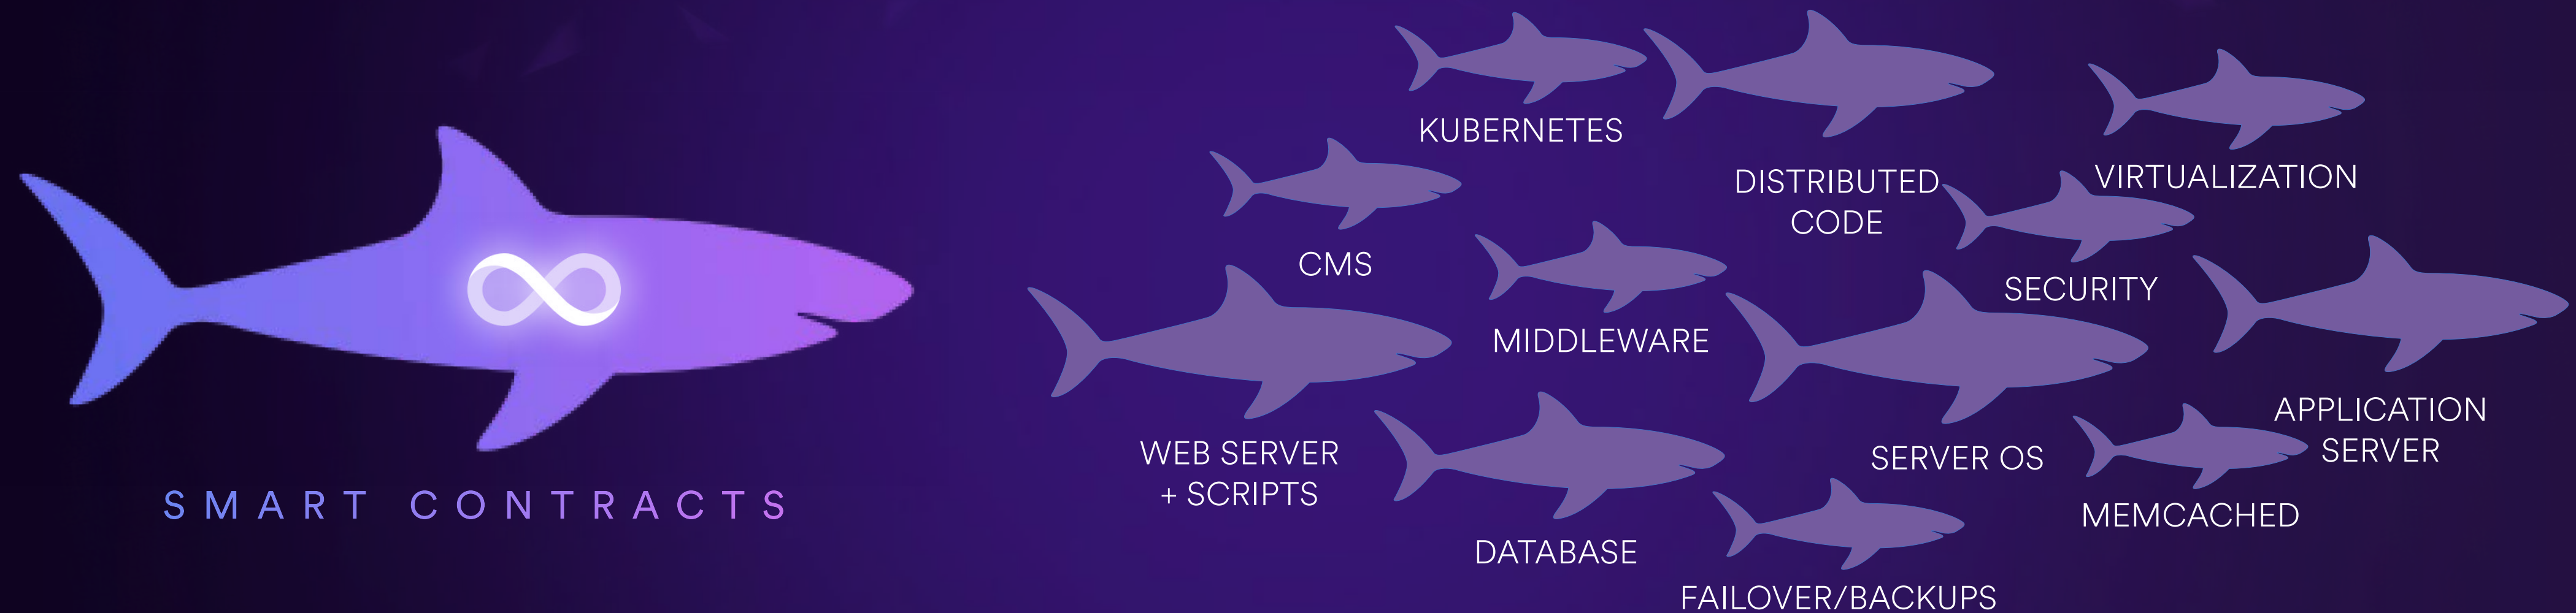 SMART CONTRACTS
KUBERNETES
DISTRIBUTED
CODE
VIRTUALIZATION
CMS
SECURITY
MIDDLEWARE
WEB SERVER
+ SCRIPTS
SERVER OS
APPLICATION
SERVER
MEMCACHED
DATABASE
FAILOVER/BACKUPS